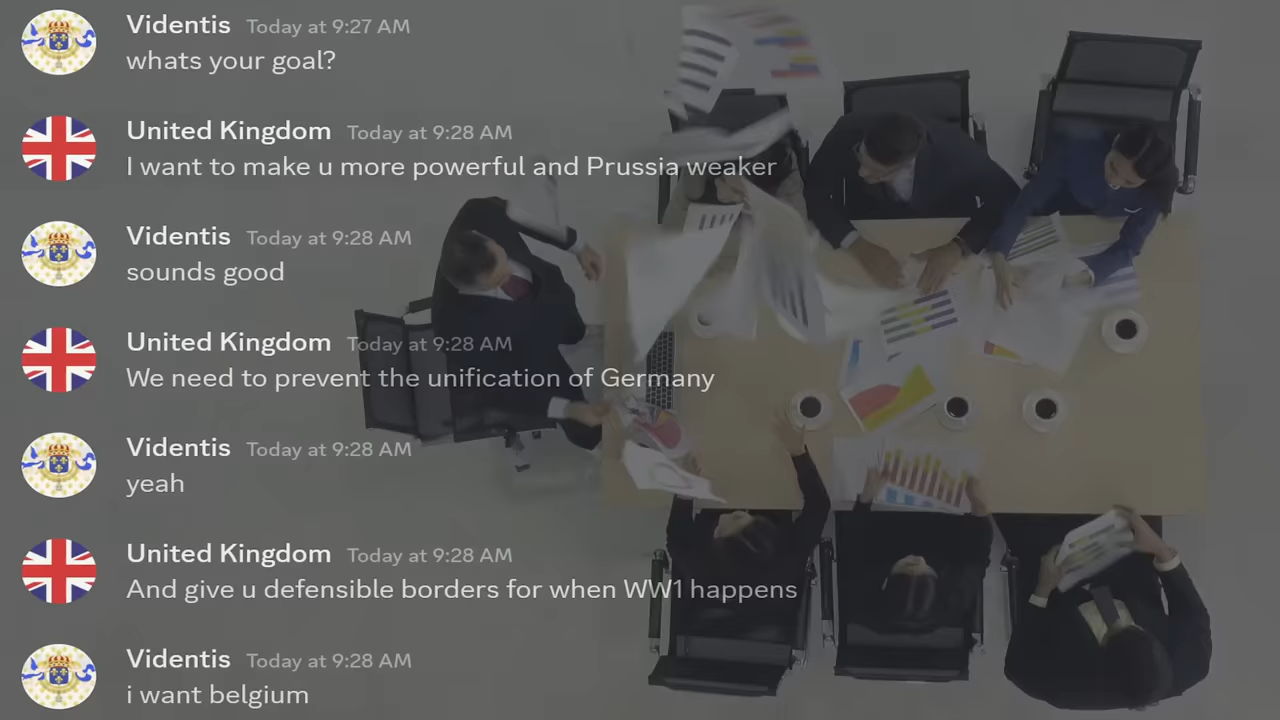 Videntis Today at 9:27 AM
whats your goal?
United Kingdom Today at 9:28 AM
I want to make u more powerful and Prussia weaker
Videntis Today at 9:28 AM
sounds good
United Kingdom Today at 9:28 AM
We need to prevent the unification of Germany
Videntis Today at 9:28 AM
yeah
United Kingdom Today at 9:28 AM
And give u defensible borders for when WW1 happens
Videntis Today at 9:28 AM
i want belgium